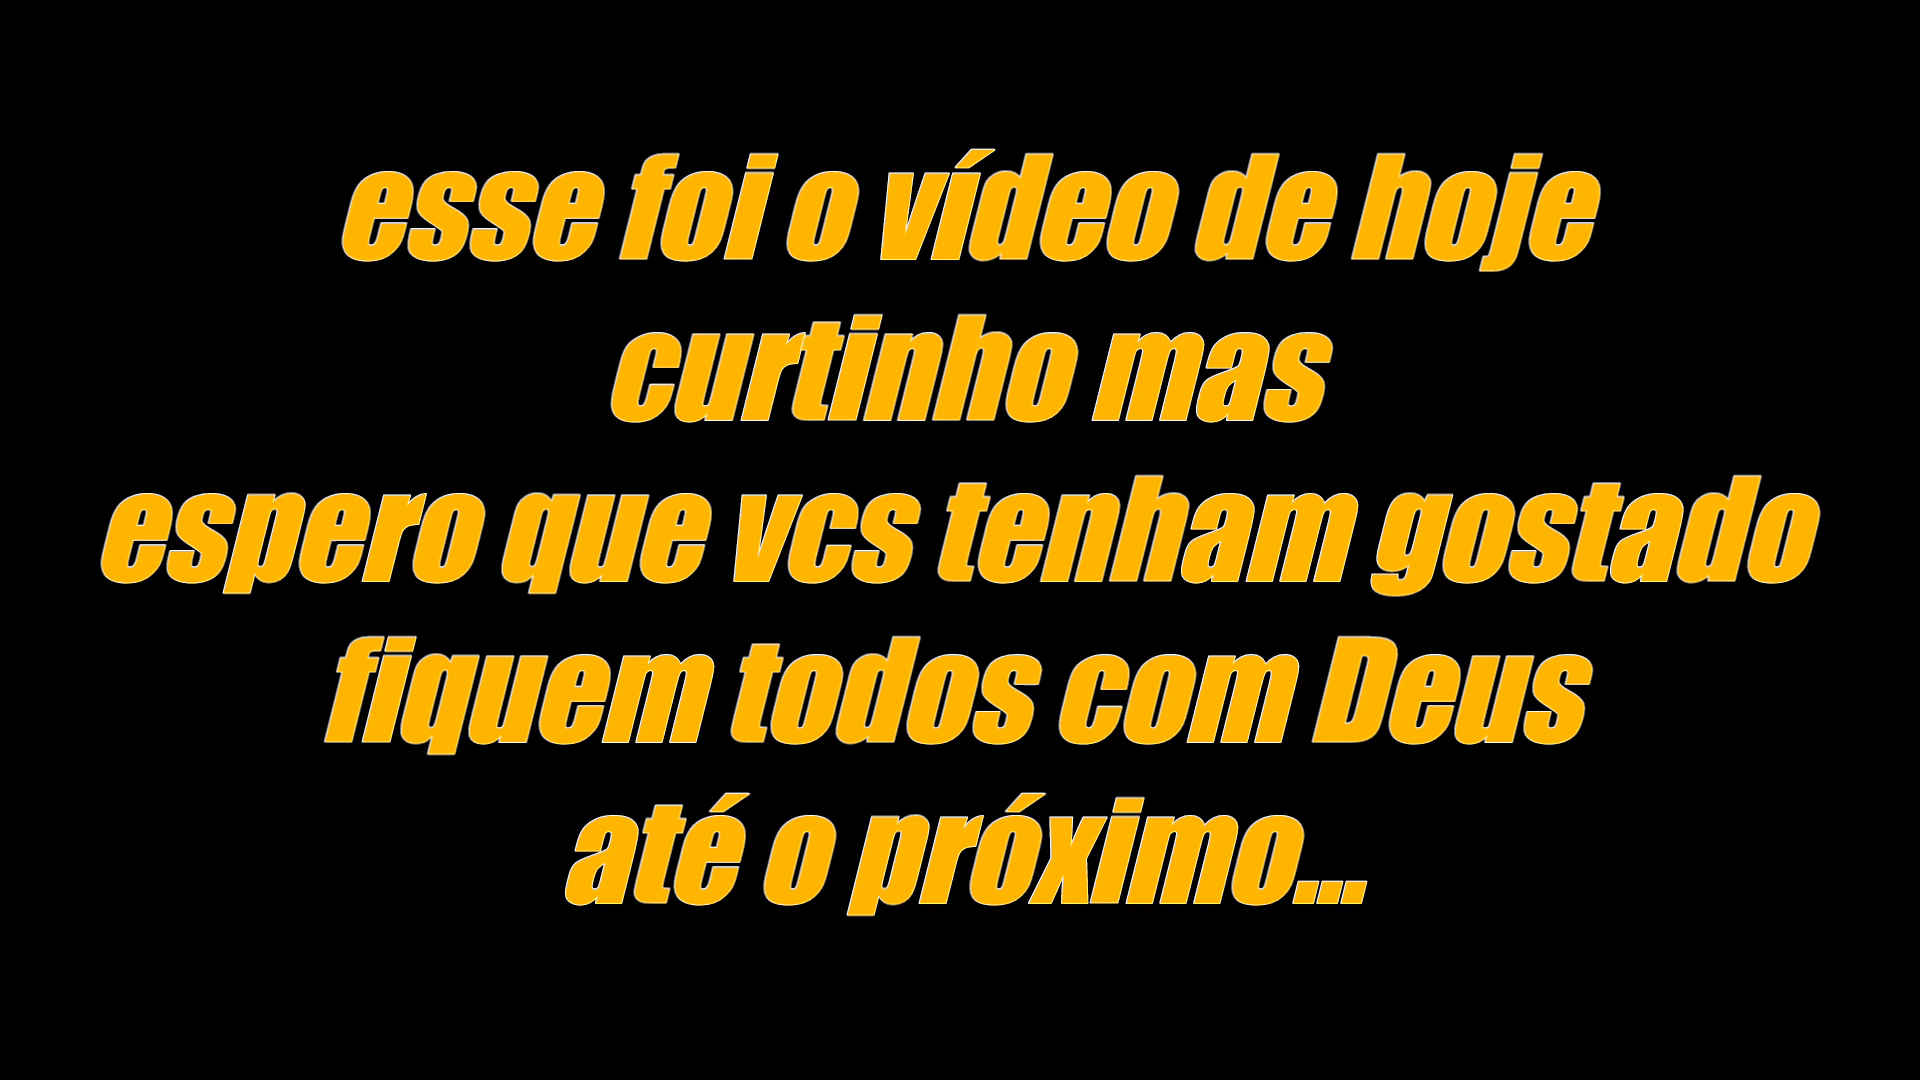 esse foi o vídeo de hoje
curtinho mas
espero que vcs tenham gostado
fiquem todos com Deus
até o próximo...